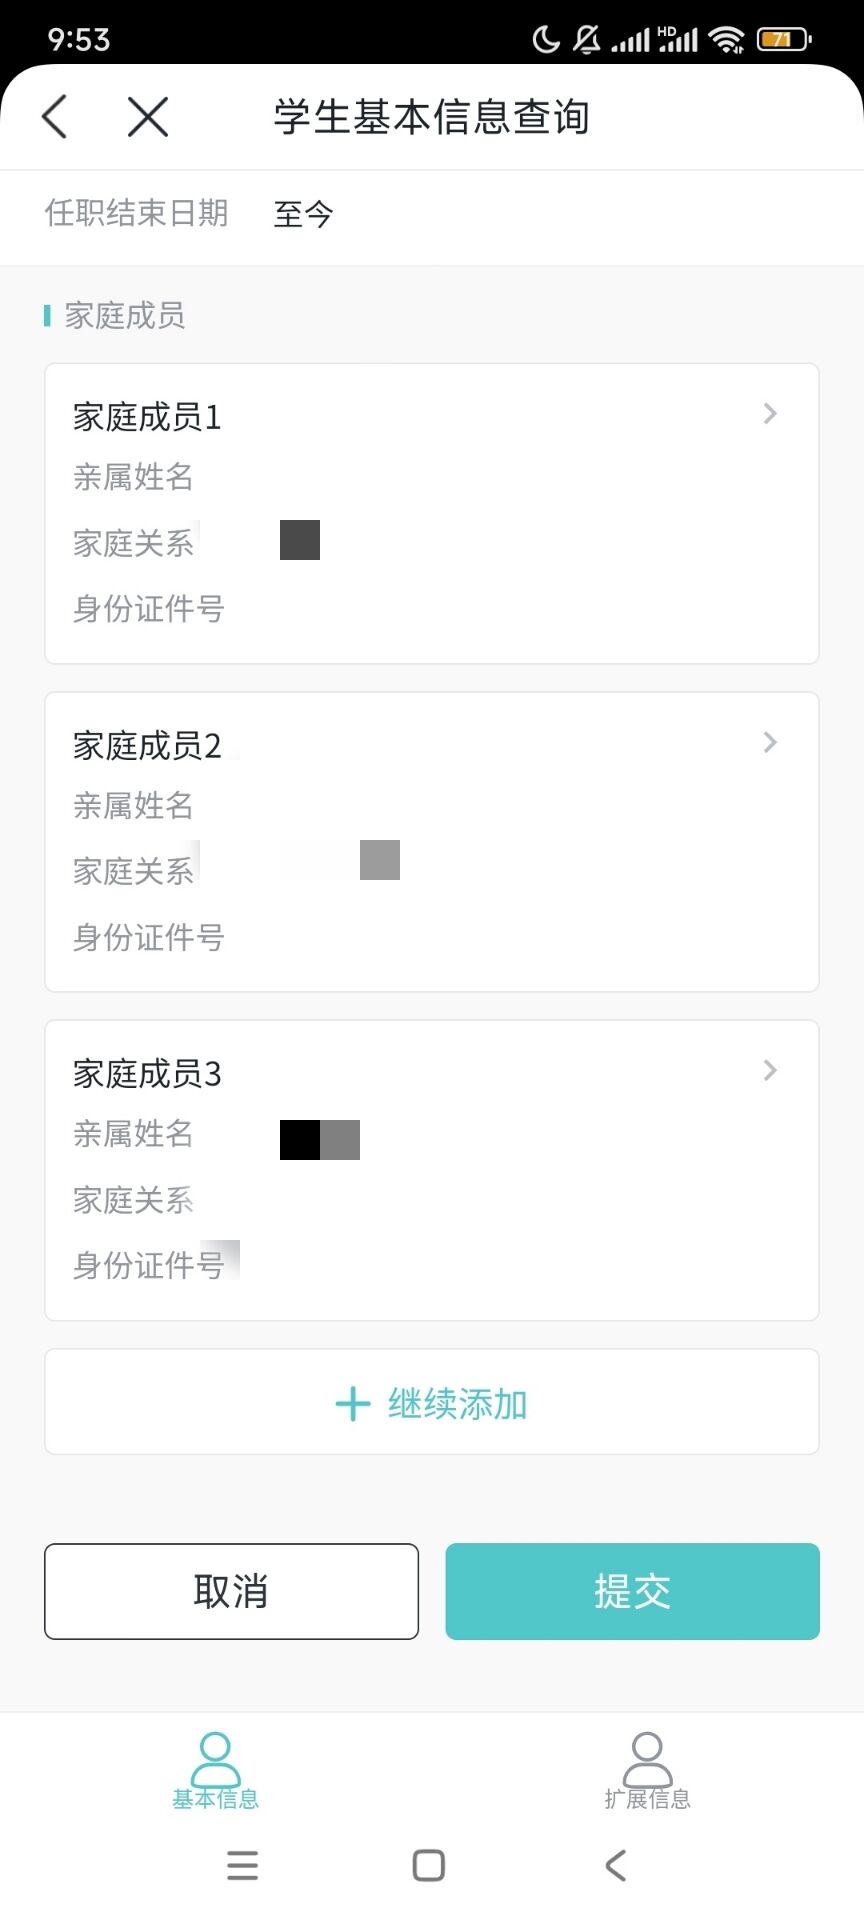 9:53
HD
71
学生基本信息查询
任职结束日期 至今
家庭成员
家庭成员1
亲属姓名
家庭关系
身份证件号
家庭成员2
亲属姓名
家庭关系
身份证件号
家庭成员3
亲属姓名
家庭关系
身份证件号
继续添加
取消
提交
基本信息
扩展信息